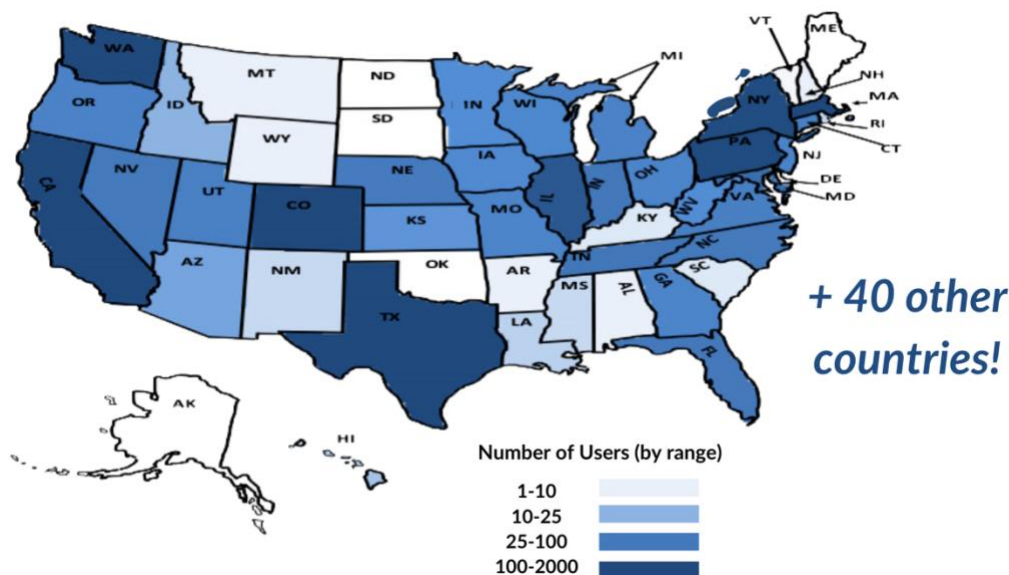 VT
ME
WA
MI
MT
ND
NH
OR
ID
IN
WI
NY
MA
SD
RI
WY
PA
CT
IA
NJ
NV
NE
OH
CA
UT
IL
IN
DE
CO
MO
WV
VA
MD
KS
KY
NC
TN
AZ
OK
NM
AR
SC
MS
AL
GA
+ 40 other
countries!
TX
LA
FL
AK
HI
Number of Users (by range)
1-10
10-25
25-100
100-2000